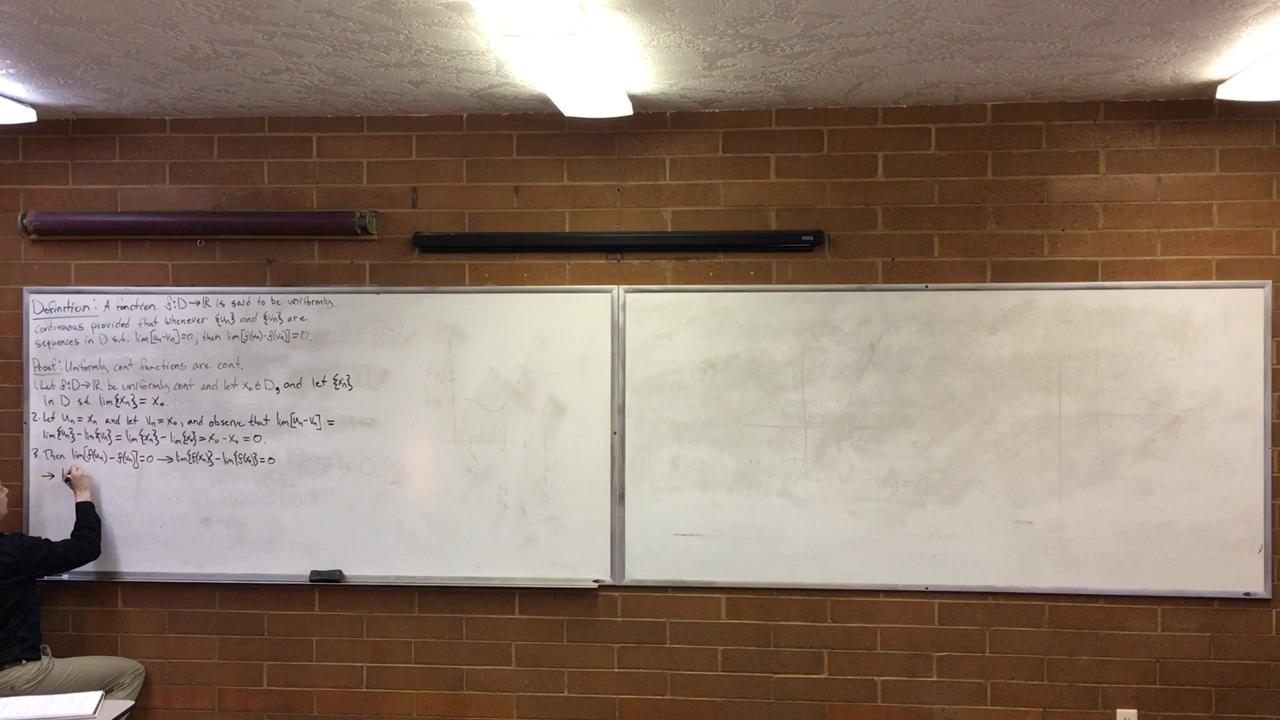 Definition: A function f:D→ℝ is said to be uniformly
continuous provided that whenever {uₙ} and {vₙ} are
sequences in D s.t. lim[uₙ-vₙ]=0, then lim[f(uₙ)-f(vₙ)]=0.
Proof: Uniformly cont functions are cont.
1. Let f:D→ℝ be uniformly cont and let x₀ ∈ D, and let {xₙ}
in D s.t. lim{xₙ} = x₀.
2. Let uₙ = xₙ and let vₙ = x₀, and observe that lim[uₙ-vₙ] =
lim{uₙ}-lim{vₙ} = lim{xₙ}-lim{x₀} = x₀-x₀ = 0.
3. Then lim[f(uₙ)-f(vₙ)]=0 → lim{f(xₙ)}-lim{f(x₀)}=0
→